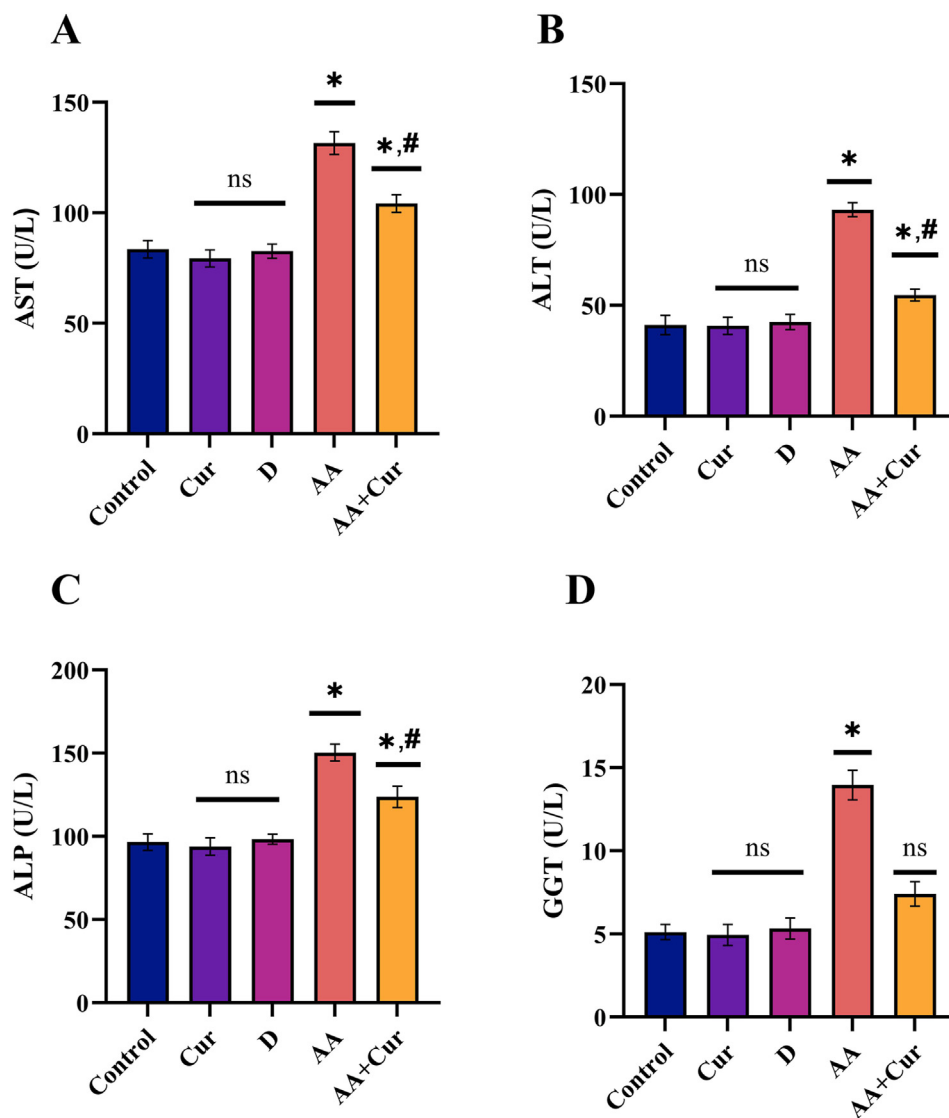 A
AST (U/L)
150
100
50
0
ns
*
*,#
Control
Cur
D
AA
AA+Cur
B
ALT (U/L)
150
100
50
0
ns
*
*,#
Control
Cur
D
AA
AA+Cur
C
ALP (U/L)
200
150
100
50
0
ns
*
*,#
Control
Cur
D
AA
AA+Cur
D
GGT (U/L)
20
15
10
5
0
ns
*
ns
Control
Cur
D
AA
AA+Cur